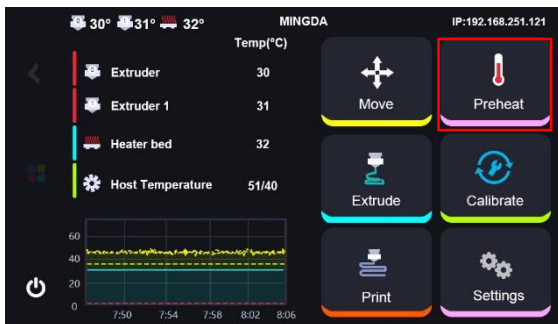 30° 31° 32° MINGDA IP:192.168.251.121
Temp(°C)
Extruder 30
Extruder 1 31
Heater bed 32
Host Temperature 51/40
Move
Preheat
Extrude
Calibrate
Print
Settings
60
40
20
0
7:50 7:54 7:58 8:02 8:06